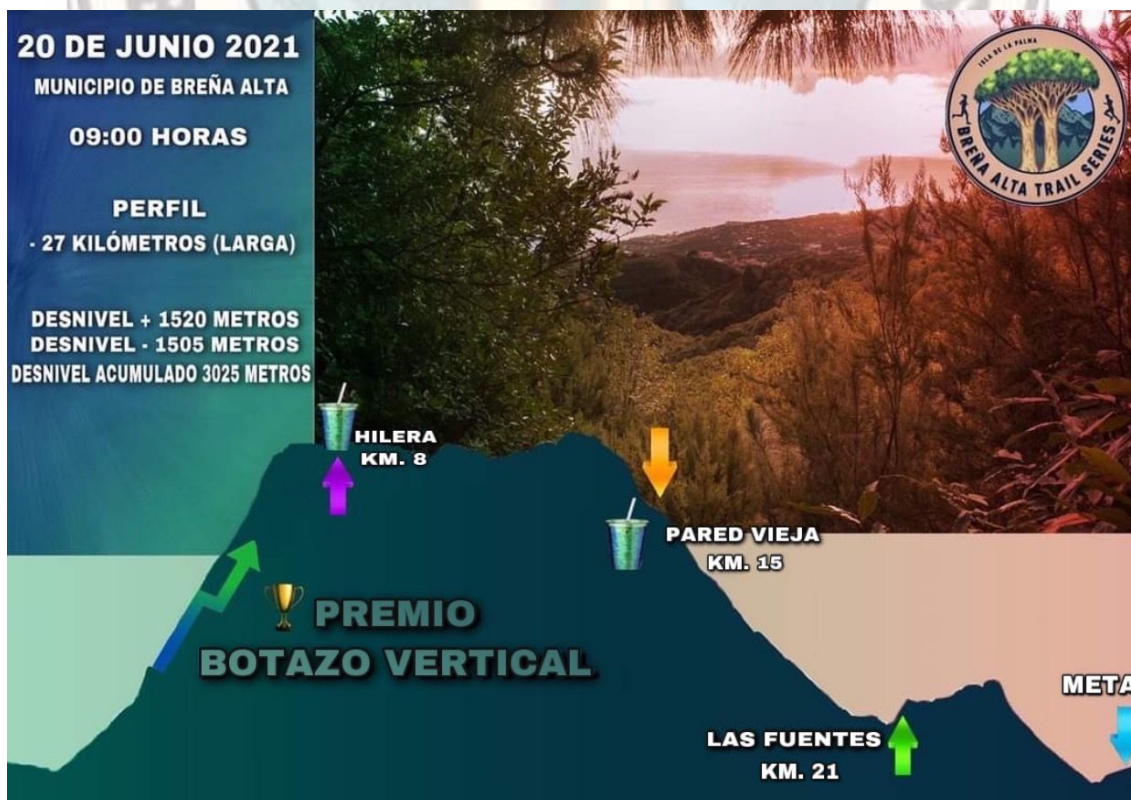 20 DE JUNIO 2021
MUNICIPIO DE BREÑA ALTA
09:00 HORAS
PERFIL
- 27 KILÓMETROS (LARGA)
DESNIVEL + 1520 METROS
DESNIVEL - 1505 METROS
DESNIVEL ACUMULADO 3025 METROS
ISLA DE LA PALMA
BREÑA ALTA TRAIL SERIES
HILERA
KM. 8
PARED VIEJA
KM. 15
PREMIO
BOTAZO VERTICAL
META
LAS FUENTES
KM. 21